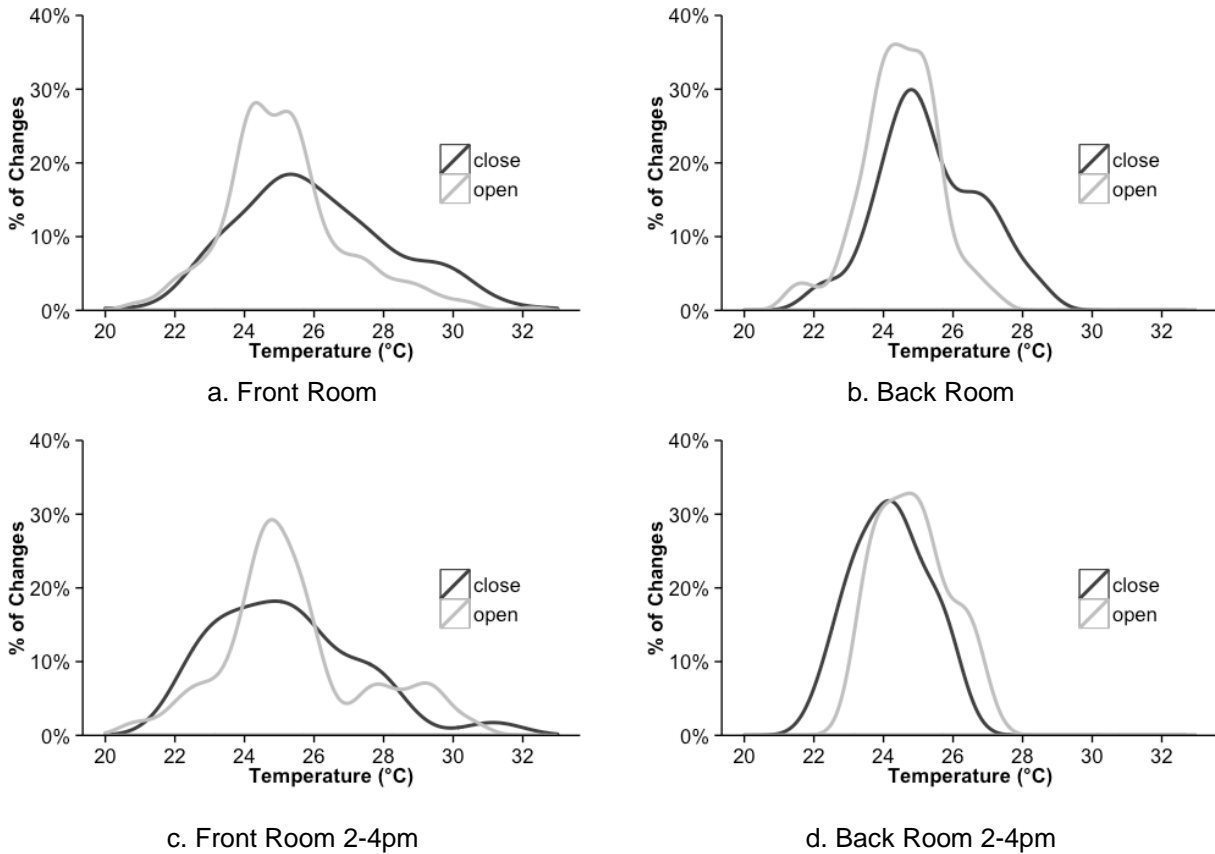 40%
30%
20%
10%
0%
% of Changes
20 22 24 26 28 30 32
Temperature (°C)
close
open
a. Front Room
40%
30%
20%
10%
0%
% of Changes
20 22 24 26 28 30 32
Temperature (°C)
close
open
b. Back Room
40%
30%
20%
10%
0%
% of Changes
20 22 24 26 28 30 32
Temperature (°C)
close
open
c. Front Room 2-4pm
40%
30%
20%
10%
0%
% of Changes
20 22 24 26 28 30 32
Temperature (°C)
close
open
d. Back Room 2-4pm